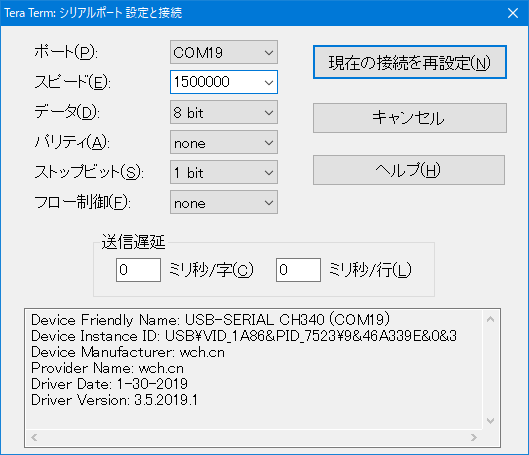 Tera Term: シリアルポート 設定と接続
ポート(P): COM19
現在の接続を再設定(N)
スピード(E): 1500000
データ(D): 8 bit
キャンセル
パリティ(A): none
ストップビット(S): 1 bit
ヘルプ(H)
フロー制御(F): none
送信遅延
0 ミリ秒/字(C) 0 ミリ秒/行(L)
Device Friendly Name: USB-SERIAL CH340 (COM19)
Device Instance ID: USB¥VID_1A86&PID_7523¥9&46A339E&0&3
Device Manufacturer: wch.cn
Provider Name: wch.cn
Driver Date: 1-30-2019
Driver Version: 3.5.2019.1